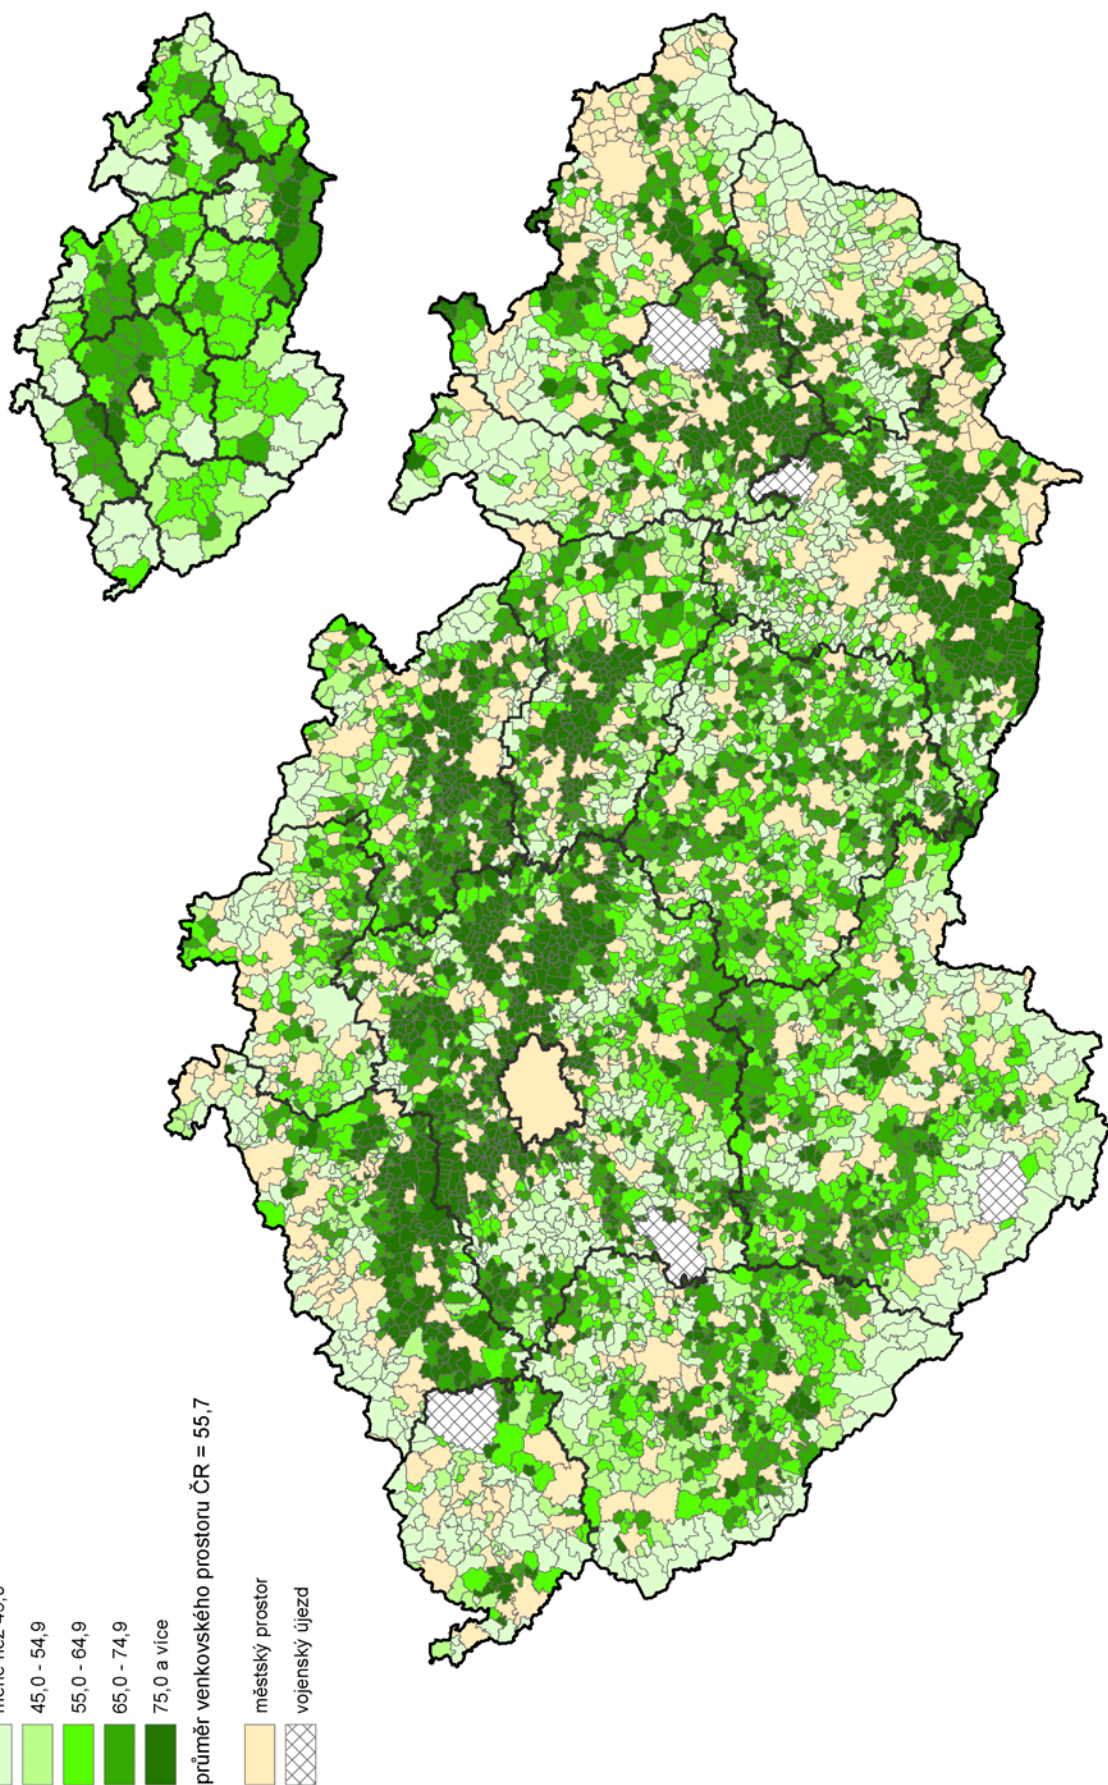 45,0 - 54,9
55,0 - 64,9
65,0 - 74,9
75,0 a více
průměr venkovského prostoru ČR = 55,7
městský prostor
vojenský újezd